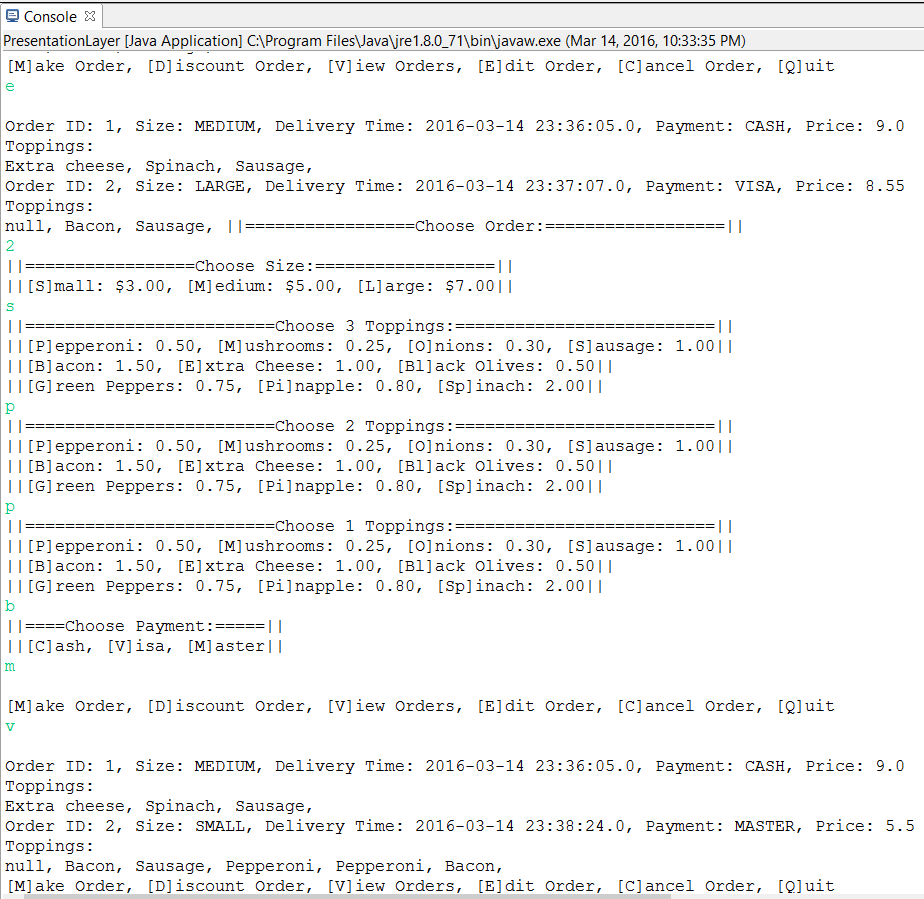 Console
PresentationLayer [Java Application] C:\Program Files\Java\jre1.8.0_71\bin\javaw.exe (Mar 14, 2016, 10:33:35 PM)
[M]ake Order, [D]iscount Order, [V]iew Orders, [E]dit Order, [C]ancel Order, [Q]uit
e
Order ID: 1, Size: MEDIUM, Delivery Time: 2016-03-14 23:36:05.0, Payment: CASH, Price: 9.0
Toppings:
Extra cheese, Spinach, Sausage,
Order ID: 2, Size: LARGE, Delivery Time: 2016-03-14 23:37:07.0, Payment: VISA, Price: 8.55
Toppings:
null, Bacon, Sausage, ||=================Choose Order:==================||
2
||=================Choose Size:==================||
||[S]mall: $3.00, [M]edium: $5.00, [L]arge: $7.00||
s
||=========================Choose 3 Toppings:==========================||
||[P]epperoni: 0.50, [M]ushrooms: 0.25, [O]nions: 0.30, [S]ausage: 1.00||
||[B]acon: 1.50, [E]xtra Cheese: 1.00, [Bl]ack Olives: 0.50||
||[G]reen Peppers: 0.75, [Pi]napple: 0.80, [Sp]inach: 2.00||
p
||=========================Choose 2 Toppings:==========================||
||[P]epperoni: 0.50, [M]ushrooms: 0.25, [O]nions: 0.30, [S]ausage: 1.00||
||[B]acon: 1.50, [E]xtra Cheese: 1.00, [Bl]ack Olives: 0.50||
||[G]reen Peppers: 0.75, [Pi]napple: 0.80, [Sp]inach: 2.00||
p
||=========================Choose 1 Toppings:==========================||
||[P]epperoni: 0.50, [M]ushrooms: 0.25, [O]nions: 0.30, [S]ausage: 1.00||
||[B]acon: 1.50, [E]xtra Cheese: 1.00, [Bl]ack Olives: 0.50||
||[G]reen Peppers: 0.75, [Pi]napple: 0.80, [Sp]inach: 2.00||
b
||====Choose Payment:=====||
||[C]ash, [V]isa, [M]aster||
m
[M]ake Order, [D]iscount Order, [V]iew Orders, [E]dit Order, [C]ancel Order, [Q]uit
v
Order ID: 1, Size: MEDIUM, Delivery Time: 2016-03-14 23:36:05.0, Payment: CASH, Price: 9.0
Toppings:
Extra cheese, Spinach, Sausage,
Order ID: 2, Size: SMALL, Delivery Time: 2016-03-14 23:38:24.0, Payment: MASTER, Price: 5.5
Toppings:
null, Bacon, Sausage, Pepperoni, Pepperoni, Bacon,
[M]ake Order, [D]iscount Order, [V]iew Orders, [E]dit Order, [C]ancel Order, [Q]uit